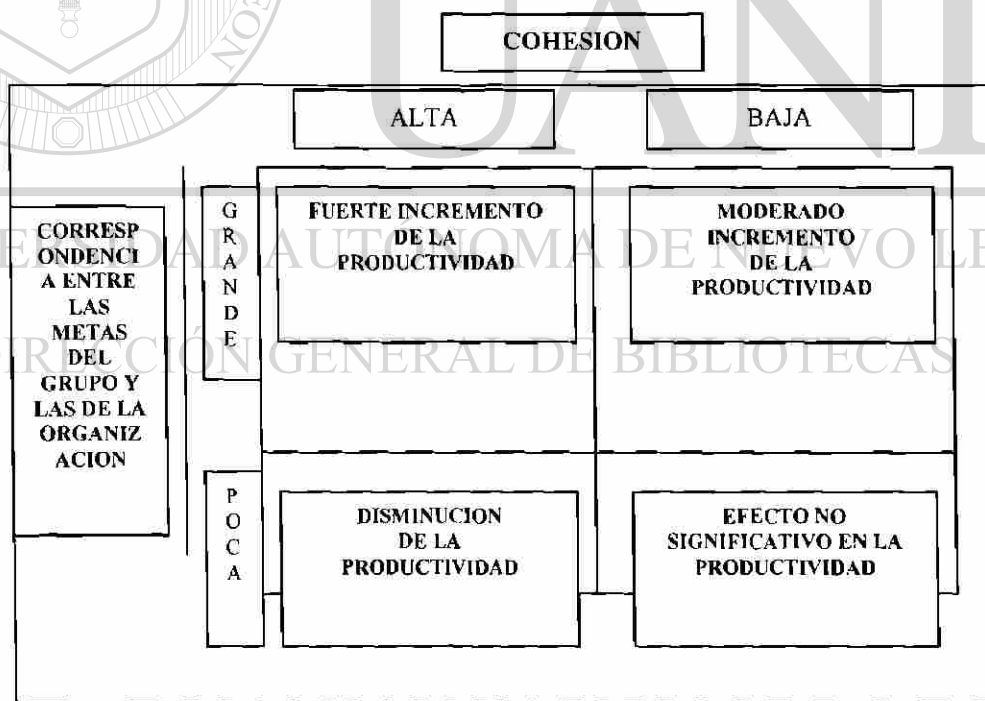 UANL
COHESION
ALTA
BAJA
CORRESP
ONDENCI
A ENTRE
LAS
METAS
DEL
GRUPO Y
LAS DE LA
ORGANIZ
ACION
G
R
A
N
D
E
FUERTE INCREMENTO
DE LA
PRODUCTIVIDAD
MODERADO
INCREMENTO
DE LA
PRODUCTIVIDAD
ERSIDAD AUTÓNOMA DE NUEVO LE
DIRECCIÓN GENERAL DE BIBLIOTECAS
P
O
C
A
DISMINUCION
DE LA
PRODUCTIVIDAD
EFECTO NO
SIGNIFICATIVO EN LA
PRODUCTIVIDAD